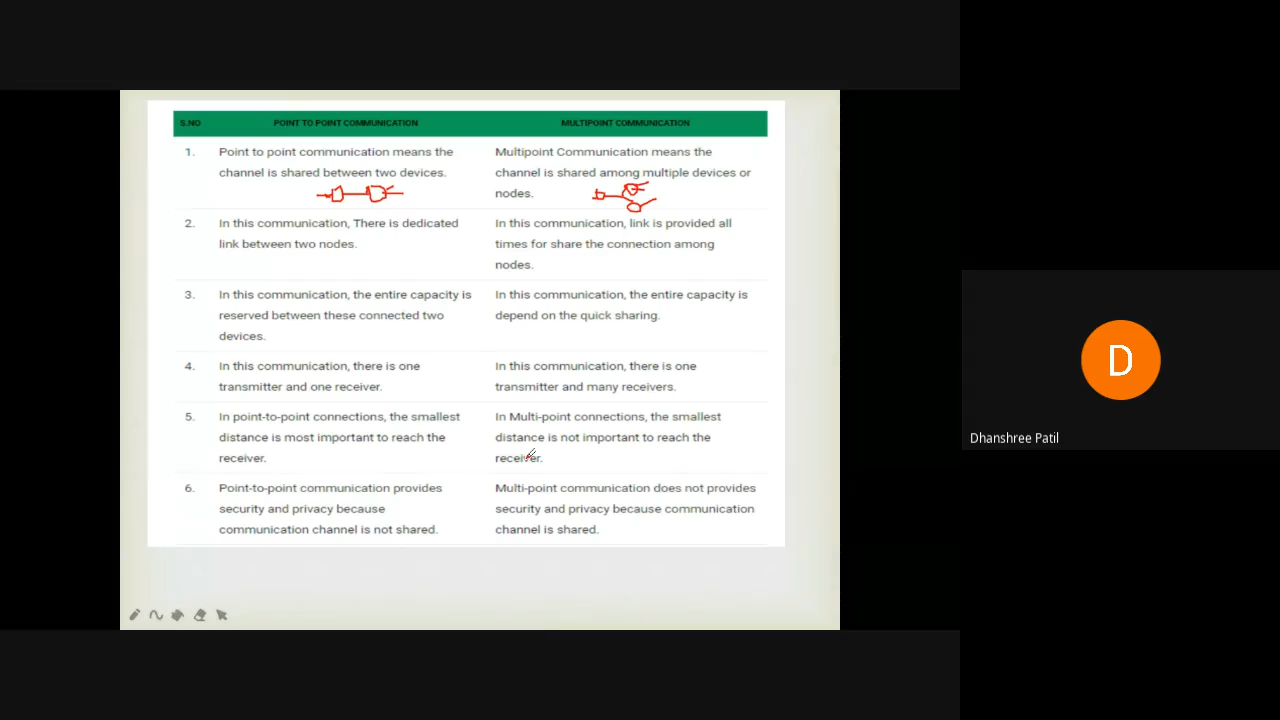 S.NO POINT TO POINT COMMUNICATION MULTIPOINT COMMUNICATION
1. Point to point communication means the
channel is shared between two devices.
Multipoint Communication means the
channel is shared among multiple devices or
nodes.
2. In this communication, There is dedicated
link between two nodes.
In this communication, link is provided all
times for share the connection among
nodes.
3. In this communication, the entire capacity is
reserved between these connected two
devices.
In this communication, the entire capacity is
depend on the quick sharing.
4. In this communication, there is one
transmitter and one receiver.
In this communication, there is one
transmitter and many receivers.
5. In point-to-point connections, the smallest
distance is most important to reach the
receiver.
In Multi-point connections, the smallest
distance is not important to reach the
receiver.
6. Point-to-point communication provides
security and privacy because
communication channel is not shared.
Multi-point communication does not provides
security and privacy because communication
channel is shared.
D
Dhanshree Patil